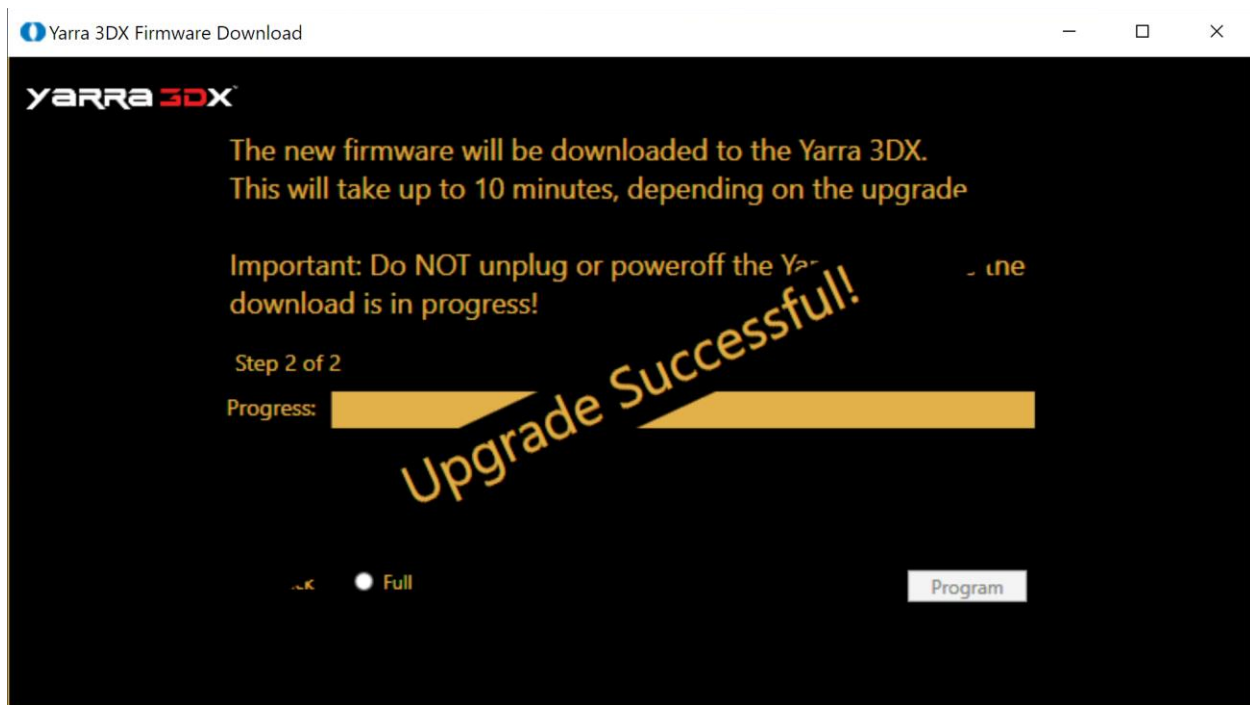 Yarra 3DX Firmware Download
YARRA 3DX
The new firmware will be downloaded to the Yarra 3DX.
This will take up to 10 minutes, depending on the upgrade
Important: Do NOT unplug or poweroff the the
download is in progress!
Upgrade Successful!
Step 2 of 2
Progress:
Full
Program